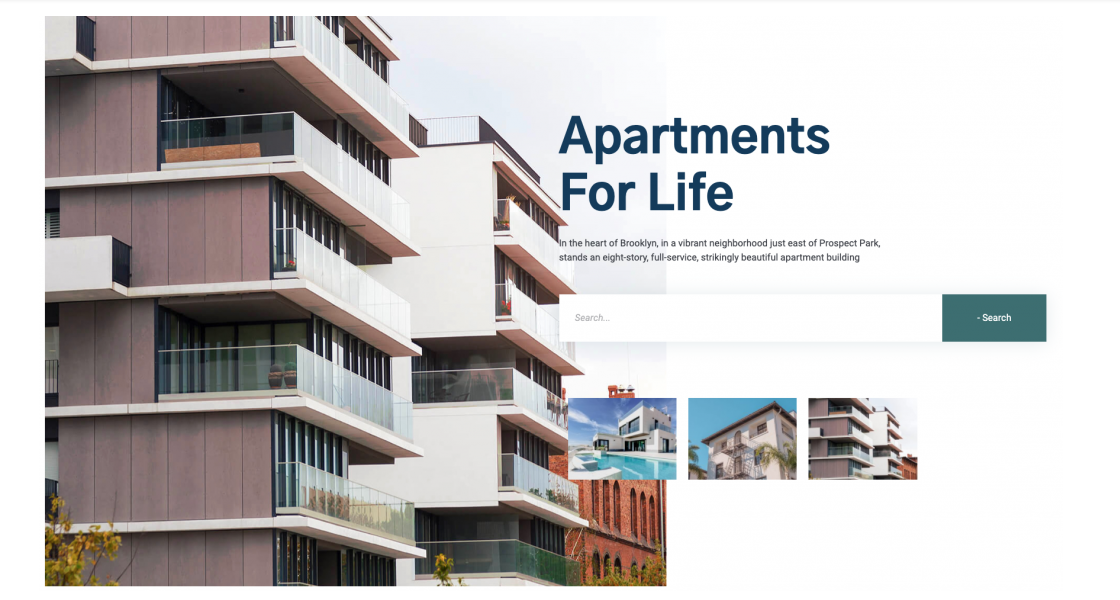 Apartments
For Life
In the heart of Brooklyn, in a vibrant neighborhood just east of Prospect Park,
stands an eight-story, full-service, strikingly beautiful apartment building
Search...
- Search